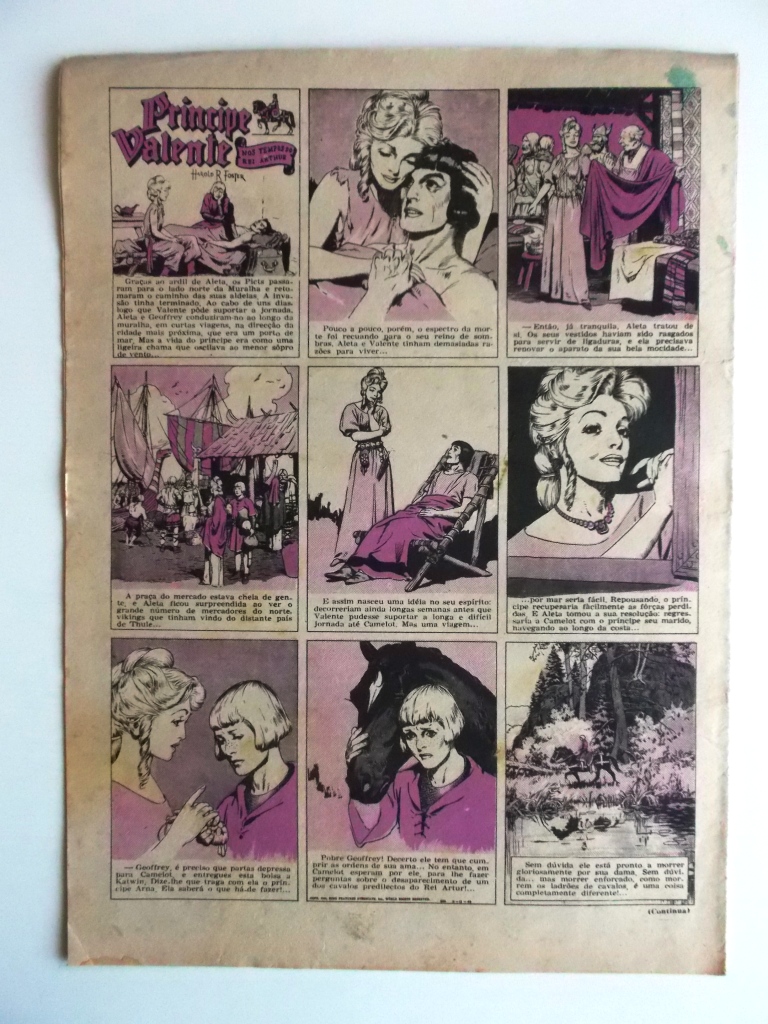 Príncipe
Valente
NOS TEMPOS DO
REI ARTHUR
HAROLD R. FOSTER
Graças ao ardil de Aleta, os Picts passa-
ram para o lado norte da Muralha e reto-
maram o caminho das suas aldeias. A inva-
são tinha terminado. Ao cabo de uns dias,
logo que Valente pôde suportar a jornada,
Aleta e Geoffrey conduziram-no ao longo da
muralha, em curtas viagens, na direcção da
cidade mais próxima, que era um porto de
mar. Mas a vida do príncipe era como uma
ligeira chama que oscilava ao menor sôpro
de vento...
Pouco a pouco, porém, o espectro da mor-
te foi recuando para o seu reino de som-
bras. Aleta e Valente tinham demasiadas ra-
zões para viver...
— Então, já tranquila, Aleta tratou de
si. Os seus vestidos haviam sido rasgados
para servir de ligaduras, e ela precisava
renovar o aparato da sua bela mocidade...
A praça do mercado estava cheia de gen-
te, e Aleta ficou surpreendida ao ver o
grande número de mercadores do norte,
vikings que tinham vindo do distante país
de Thule...
E assim nasceu uma idéia no seu espírito:
decorreriam ainda longas semanas antes que
Valente pudesse suportar a longa e difícil
jornada até Camelot. Mas uma viagem...
...por mar seria fácil. Repousando, o prín-
cipe recuperaria fàcilmente as fôrças perdi-
das. E Aleta tomou a sua resolução: regres-
saria a Camelot com o príncipe seu marido,
navegando ao longo da costa...
— Geoffrey, é preciso que partas depressa
para Camelot, e entregues esta bolsa a
Katwin. Dize-lhe que traga com ela o prín-
cipe Arna. Ela saberá o que há-de fazer!...
Pobre Geoffrey! Decerto ele tem que cum-
prir as ordens de sua ama... No entanto, em
Camelot esperam por ele, para lhe fazer
perguntas sobre o desaparecimento de um
dos cavalos predilectos do Rei Artur!...
Sem dúvida ele está pronto a morrer
gloriosamente por sua dama. Sem dúvi-
da... mas morrer enforcado, como mor-
rem os ladrões de cavalos, é uma coisa
completamente diferente!...
(Continua)